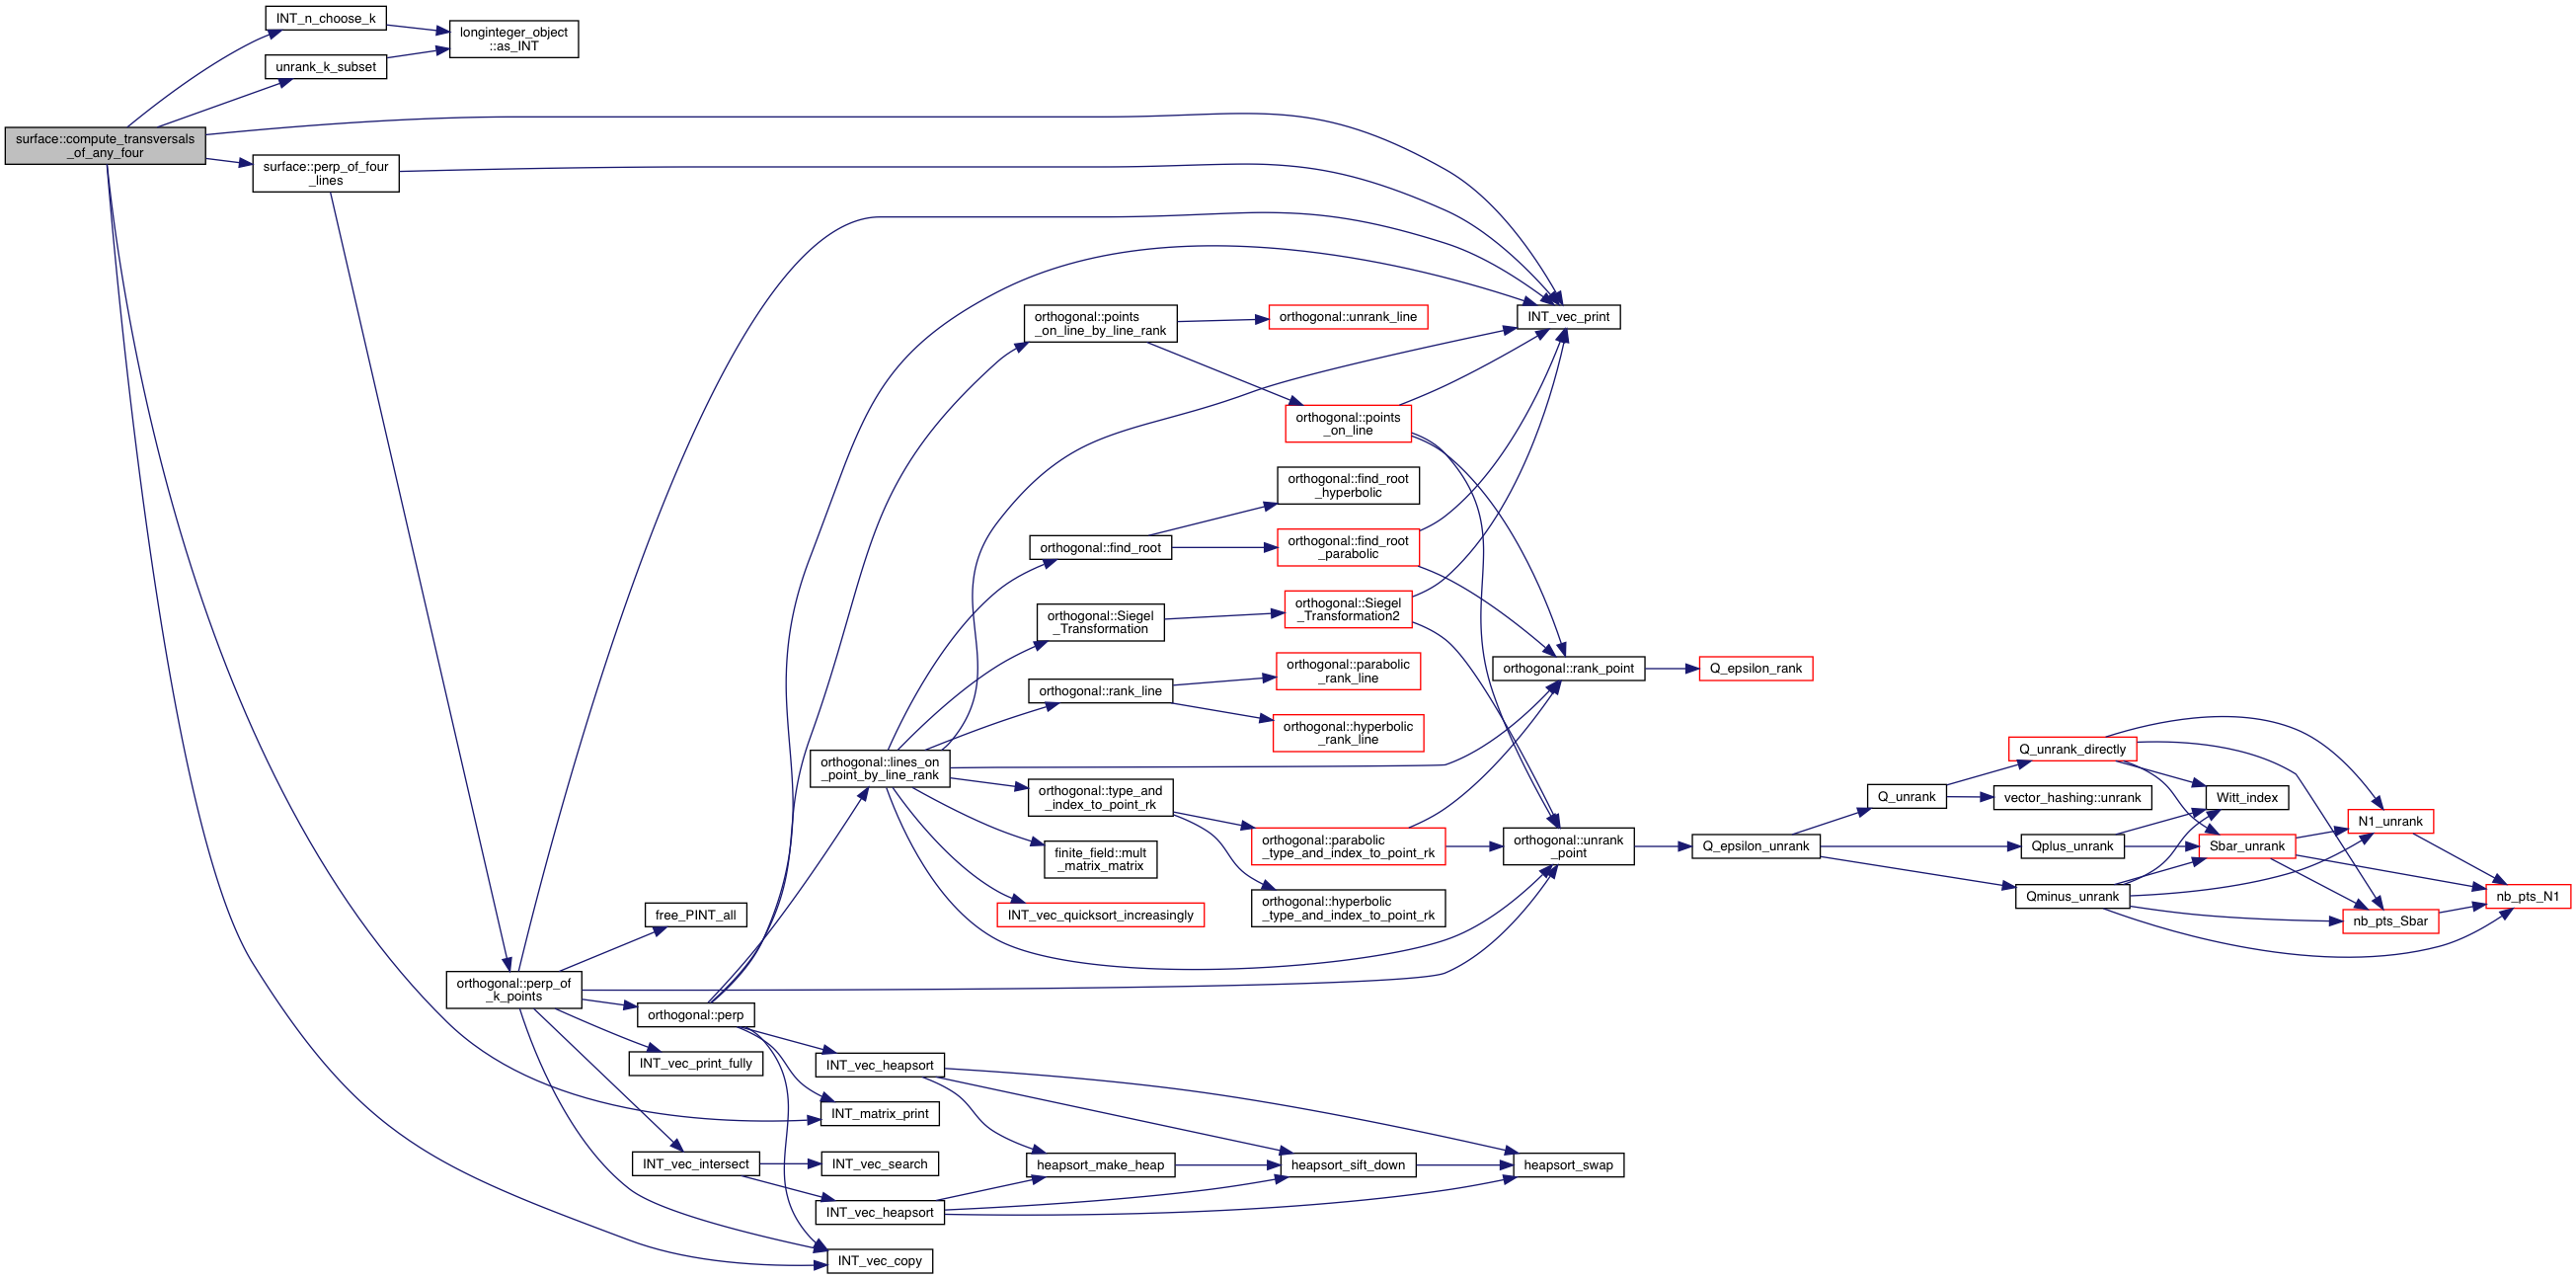 INT_n_choose_k
longinteger_object
::as_INT
unrank_k_subset
surface::compute_transversals
_of_any_four
surface::perp_of_four
_lines
orthogonal::points
_on_line_by_line_rank
orthogonal::unrank_line
INT_vec_print
orthogonal::points
_on_line
orthogonal::find_root
_hyperbolic
orthogonal::find_root
orthogonal::find_root
_parabolic
orthogonal::Siegel
_Transformation
orthogonal::Siegel
_Transformation2
orthogonal::rank_line
orthogonal::parabolic
_rank_line
orthogonal::rank_point
Q_epsilon_rank
orthogonal::hyperbolic
_rank_line
orthogonal::lines_on
_point_by_line_rank
orthogonal::type_and
_index_to_point_rk
finite_field::mult
_matrix_matrix
orthogonal::parabolic
_type_and_index_to_point_rk
orthogonal::unrank
_point
Q_epsilon_unrank
Q_unrank
Q_unrank_directly
vector_hashing::unrank
Witt_index
N1_unrank
Qplus_unrank
Sbar_unrank
Qminus_unrank
nb_pts_Sbar
nb_pts_N1
free_PINT_all
INT_vec_quicksort_increasingly
orthogonal::hyperbolic
_type_and_index_to_point_rk
orthogonal::perp_of
_k_points
orthogonal::perp
INT_vec_print_fully
INT_vec_heapsort
INT_matrix_print
INT_vec_intersect
INT_vec_search
heapsort_make_heap
heapsort_sift_down
heapsort_swap
INT_vec_heapsort
INT_vec_copy